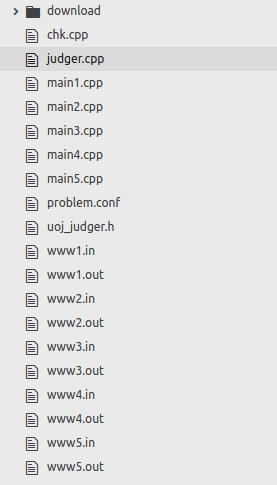 download
chk.cpp
judger.cpp
main1.cpp
main2.cpp
main3.cpp
main4.cpp
main5.cpp
problem.conf
uoj_judger.h
www1.in
www1.out
www2.in
www2.out
www3.in
www3.out
www4.in
www4.out
www5.in
www5.out